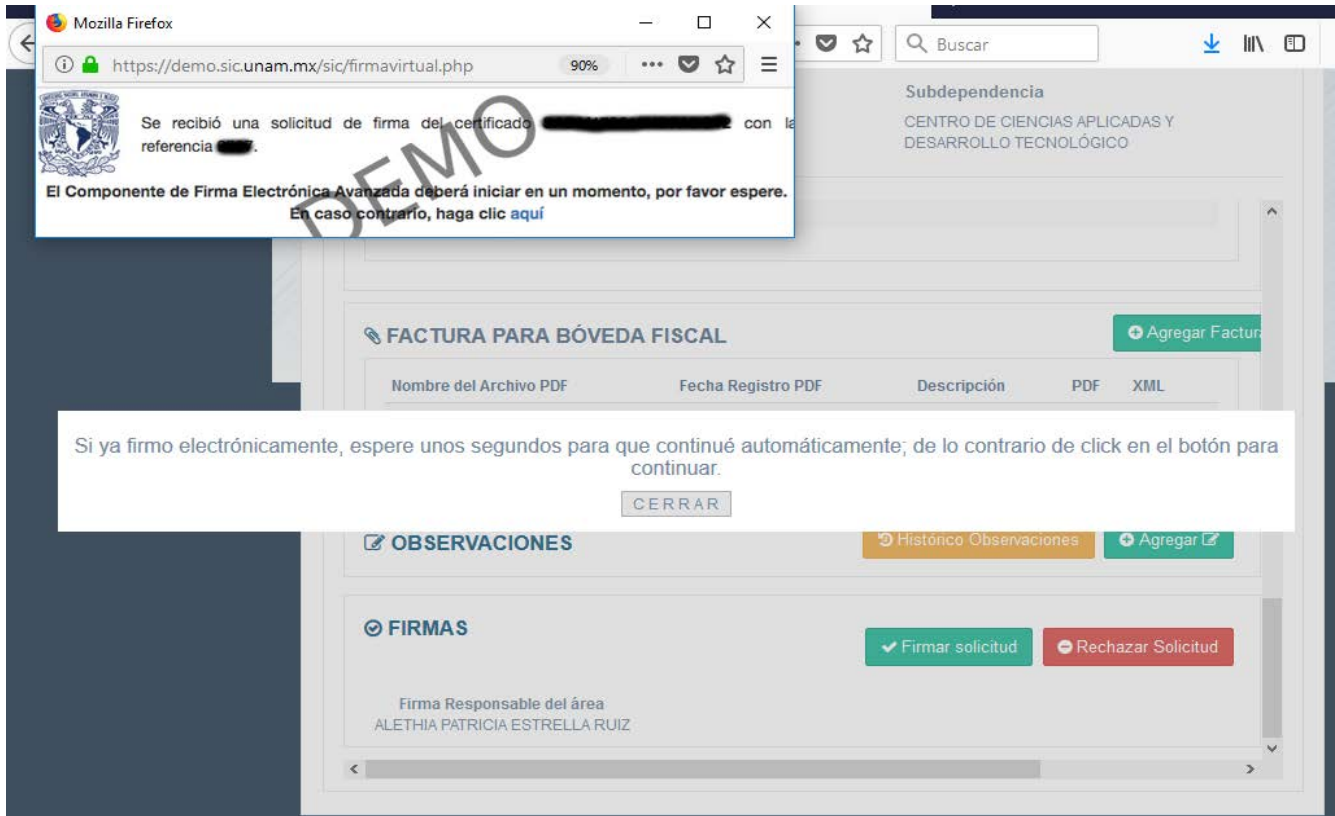 Mozilla Firefox
https://demo.sic.unam.mx/sic/firmavirtual.php 90%
Buscar
Se recibió una solicitud de firma del certificado 2 con la
referencia .
El Componente de Firma Electrónica Avanzada deberá iniciar en un momento, por favor espere.
En caso contrario, haga clic aquí
DEMO
Subdependencia
CENTRO DE CIENCIAS APLICADAS Y
DESARROLLO TECNOLÓGICO
FACTURA PARA BÓVEDA FISCAL
Agregar Factura
Nombre del Archivo PDF Fecha Registro PDF Descripción PDF XML
Si ya firmo electrónicamente, espere unos segundos para que continué automáticamente; de lo contrario de click en el botón para
continuar.
CERRAR
OBSERVACIONES
Histórico Observaciones
Agregar
FIRMAS
Firmar solicitud
Rechazar Solicitud
Firma Responsable del área
ALETHIA PATRICIA ESTRELLA RUIZ